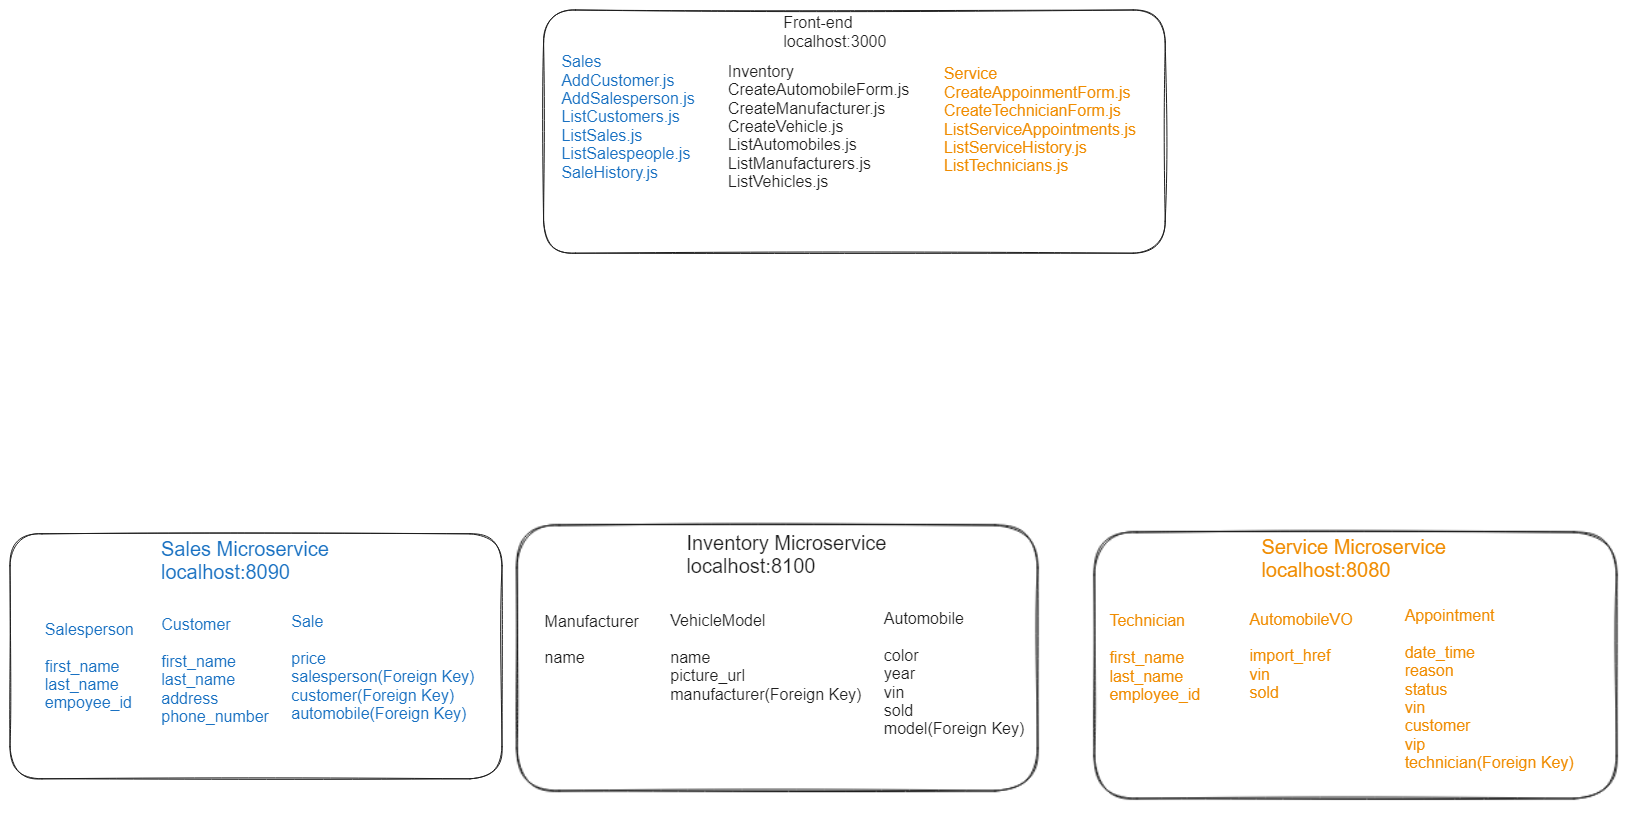 Front-end
localhost:3000
Sales
AddCustomer.js
AddSalesperson.js
ListCustomers.js
ListSales.js
ListSalespeople.js
SaleHistory.js
Inventory
CreateAutomobileForm.js
CreateManufacturer.js
CreateVehicle.js
ListAutomobiles.js
ListManufacturers.js
ListVehicles.js
Service
CreateAppoinmentForm.js
CreateTechnicianForm.js
ListServiceAppointments.js
ListServiceHistory.js
ListTechnicians.js
Sales Microservice
localhost:8090
Salesperson
first_name
last_name
empoyee_id
Customer
first_name
last_name
address
phone_number
Sale
price
salesperson(Foreign Key)
customer(Foreign Key)
automobile(Foreign Key)
Inventory Microservice
localhost:8100
Manufacturer
name
VehicleModel
name
picture_url
manufacturer(Foreign Key)
Automobile
color
year
vin
sold
model(Foreign Key)
Service Microservice
localhost:8080
Technician
first_name
last_name
employee_id
AutomobileVO
import_href
vin
sold
Appointment
date_time
reason
status
vin
customer
vip
technician(Foreign Key)